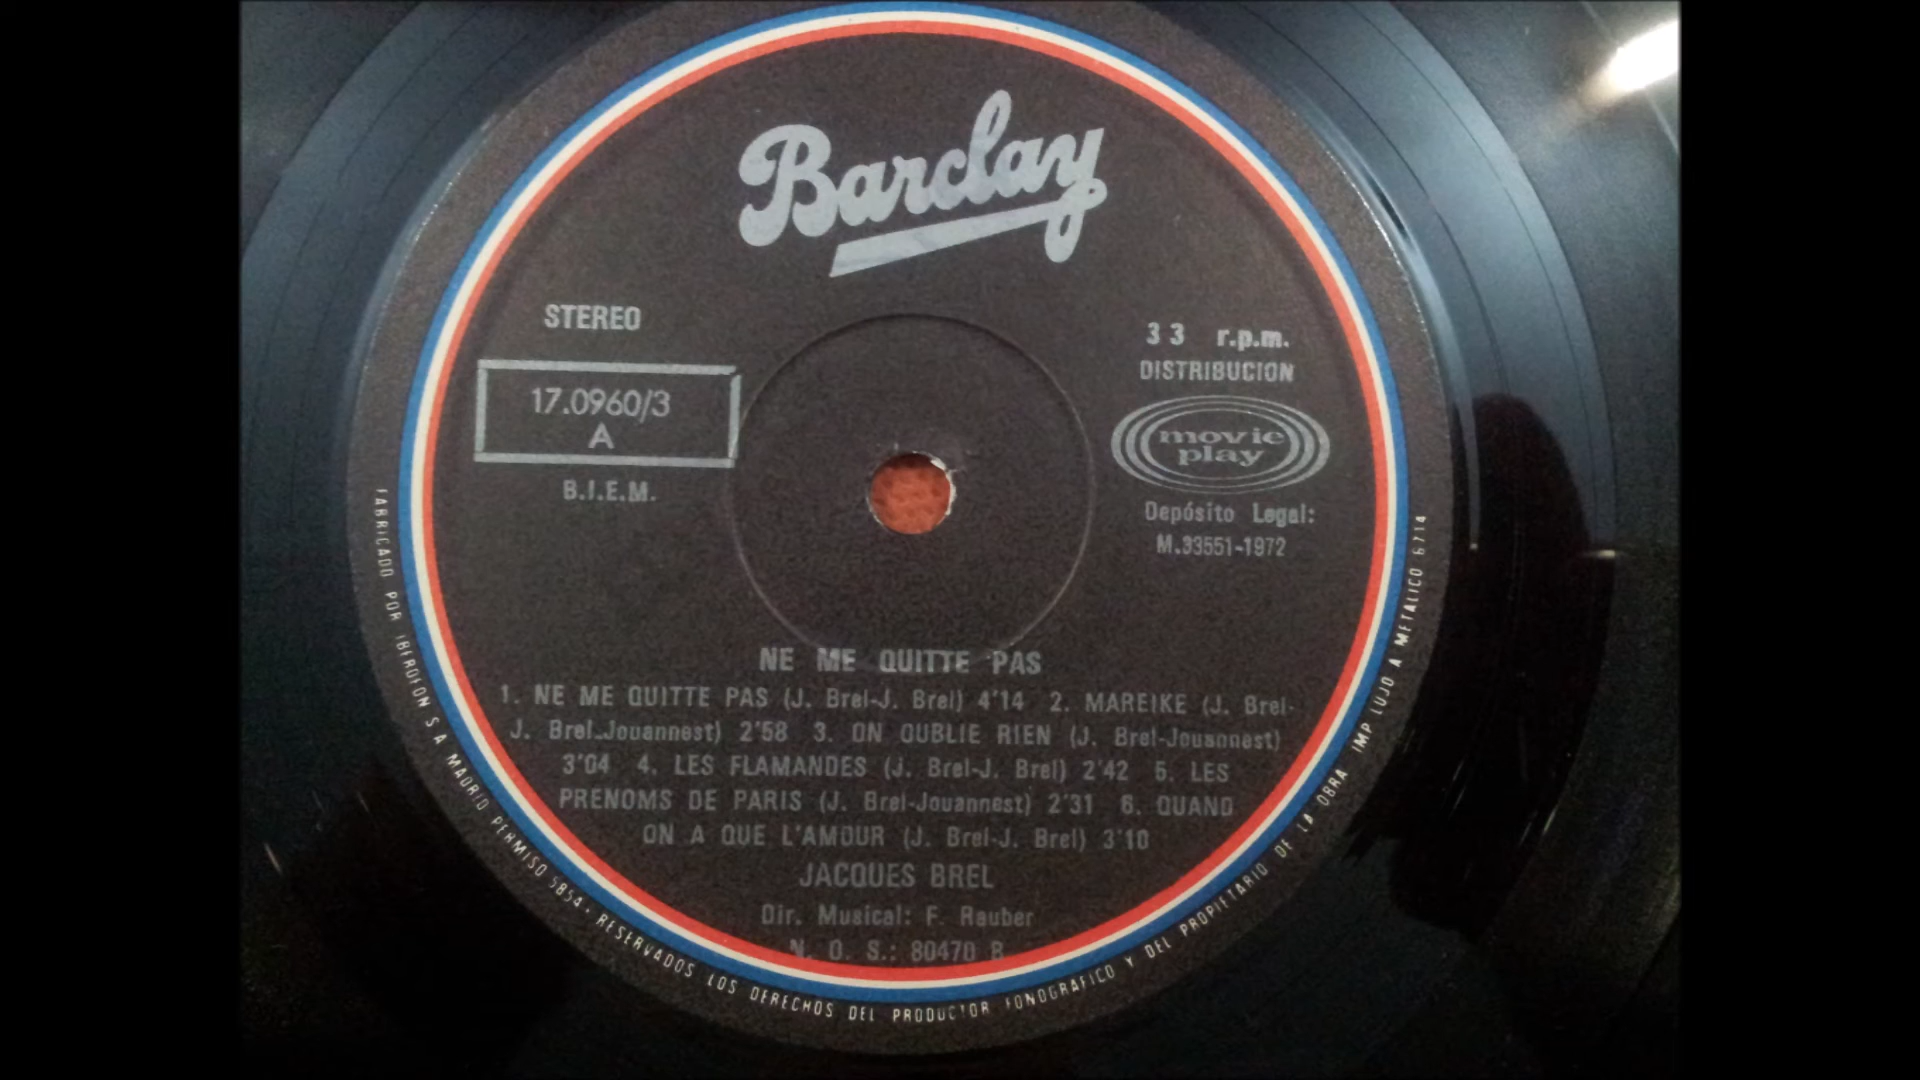 Barclay
STEREO
33 r.p.m.
DISTRIBUCION
17.0960/3
A
movie
play
B.I.E.M.
Depósito Legal:
M.33551-1972
NE ME QUITTE PAS
1. NE ME QUITTE PAS (J. Brel-J. Brel) 4'14 2. MAREIKE (J. Brel-
J. Brel-Jouannest) 2'58 3. ON OUBLIE RIEN (J. Brel-Jouannest)
3'04 4. LES FLAMANDES (J. Brel-J. Brel) 2'42 5. LES
PRENOMS DE PARIS (J. Brel-Jouannest) 2'31 6. QUAND
ON A QUE L'AMOUR (J. Brel-J. Brel) 3'10
JACQUES BREL
Dir. Musical: F. Rauber
N. O. S.: 80470 B
FABRICADO POR IBEROFON S A MADRID PERMISO 5854 · RESERVADOS LOS DERECHOS DEL PRODUCTOR FONOGRAFICO Y DEL PROPIETARIO DE LA OBRA IMP LUJO A METALICO 6714